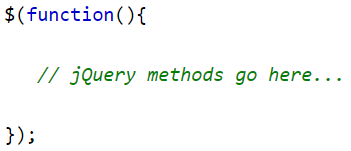 $(function(){
// jQuery methods go here...
});